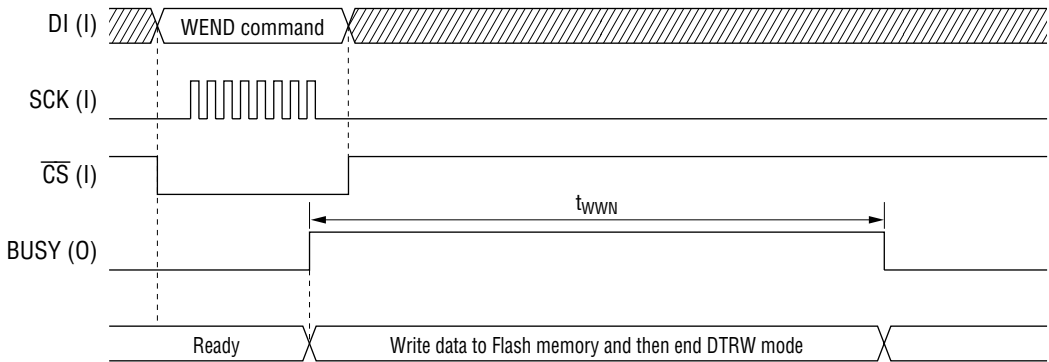 DI (I)
WEND command
SCK (I)
CS (I)
tWWN
BUSY (O)
Ready
Write data to Flash memory and then end DTRW mode